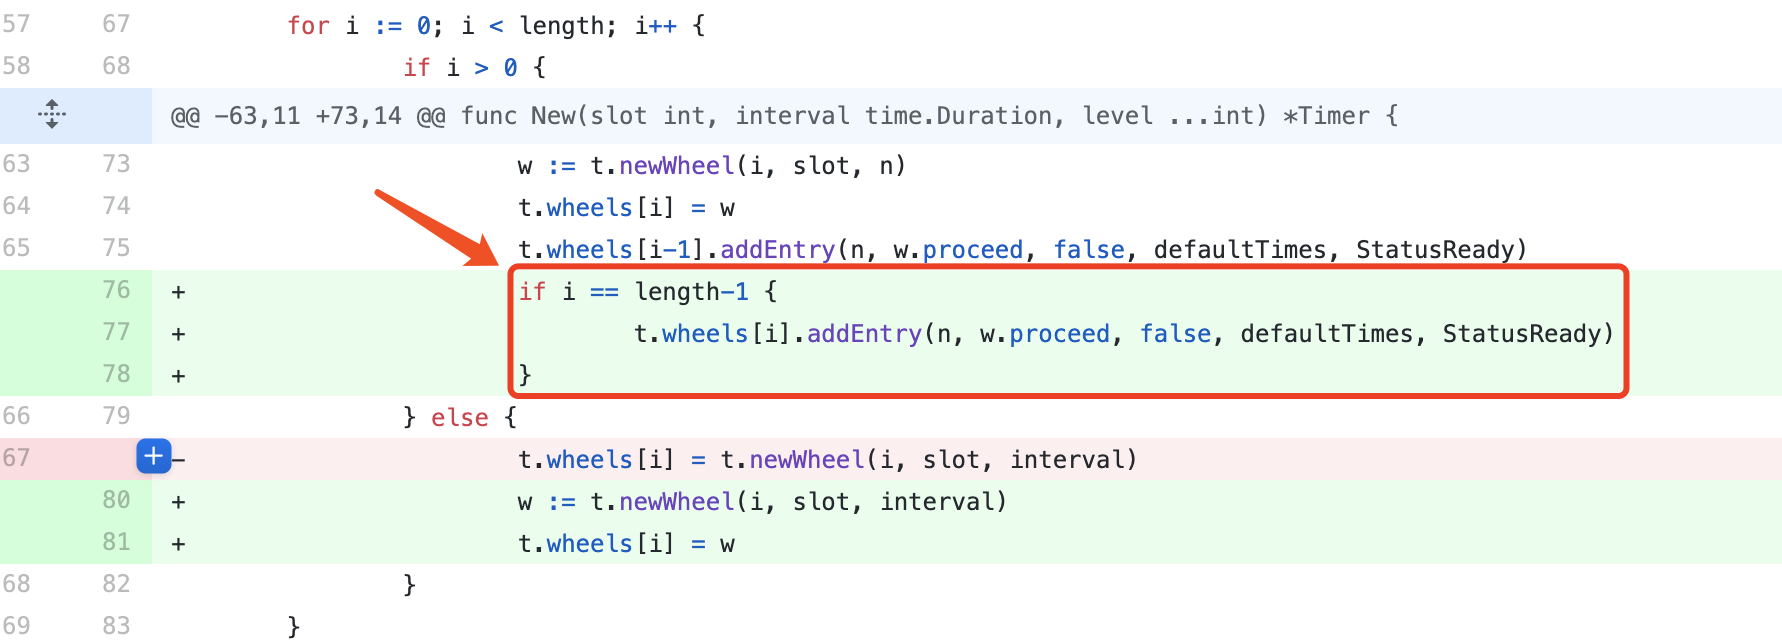 57 67 for i := 0; i < length; i++ {
58 68 if i > 0 {
@@ -63,11 +73,14 @@ func New(slot int, interval time.Duration, level ...int) *Timer {
63 73 w := t.newWheel(i, slot, n)
64 74 t.wheels[i] = w
65 75 t.wheels[i-1].addEntry(n, w.proceed, false, defaultTimes, StatusReady)
76 + if i == length-1 {
77 + t.wheels[i].addEntry(n, w.proceed, false, defaultTimes, StatusReady)
78 + }
66 79 } else {
67 + - t.wheels[i] = t.newWheel(i, slot, interval)
80 + w := t.newWheel(i, slot, interval)
81 + t.wheels[i] = w
68 82 }
69 83 }